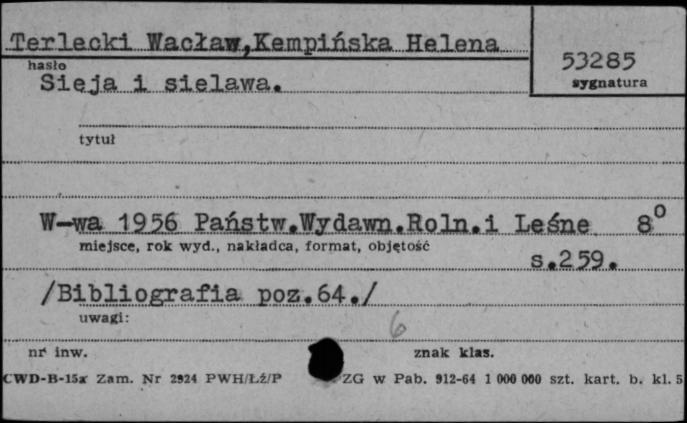 Terlecki Wacław,Kempińska Helena
53285
hasło
sygnatura
Sieja i sielawa.
tytuł
W-wa 1956 Państw.Wydawn.Roln.i Leśne 8°
miejsce, rok wyd., nakładca, format, objętość
s.259.
/Bibliografia poz.64./
uwagi:
6
nr inw.
znak klas.
CWD-B-15a Zam. Nr 2924 PWH/Łź/P ZG w Pab. 912-64 1 000 000 szt. kart. b. kl. 5